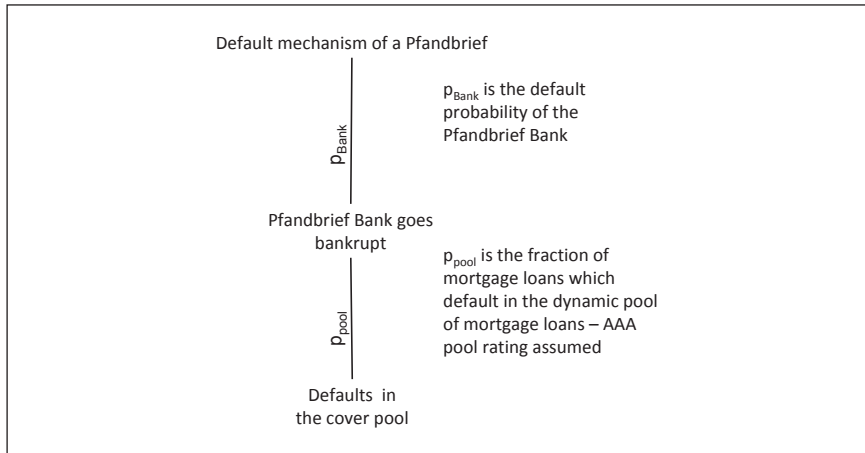 Default mechanism of a Pfandbrief
p_Bank is the default
probability of the
Pfandbrief Bank
p_Bank
Pfandbrief Bank goes
bankrupt
p_pool is the fraction of
mortgage loans which
default in the dynamic pool
of mortgage loans – AAA
pool rating assumed
p_pool
Defaults in
the cover pool